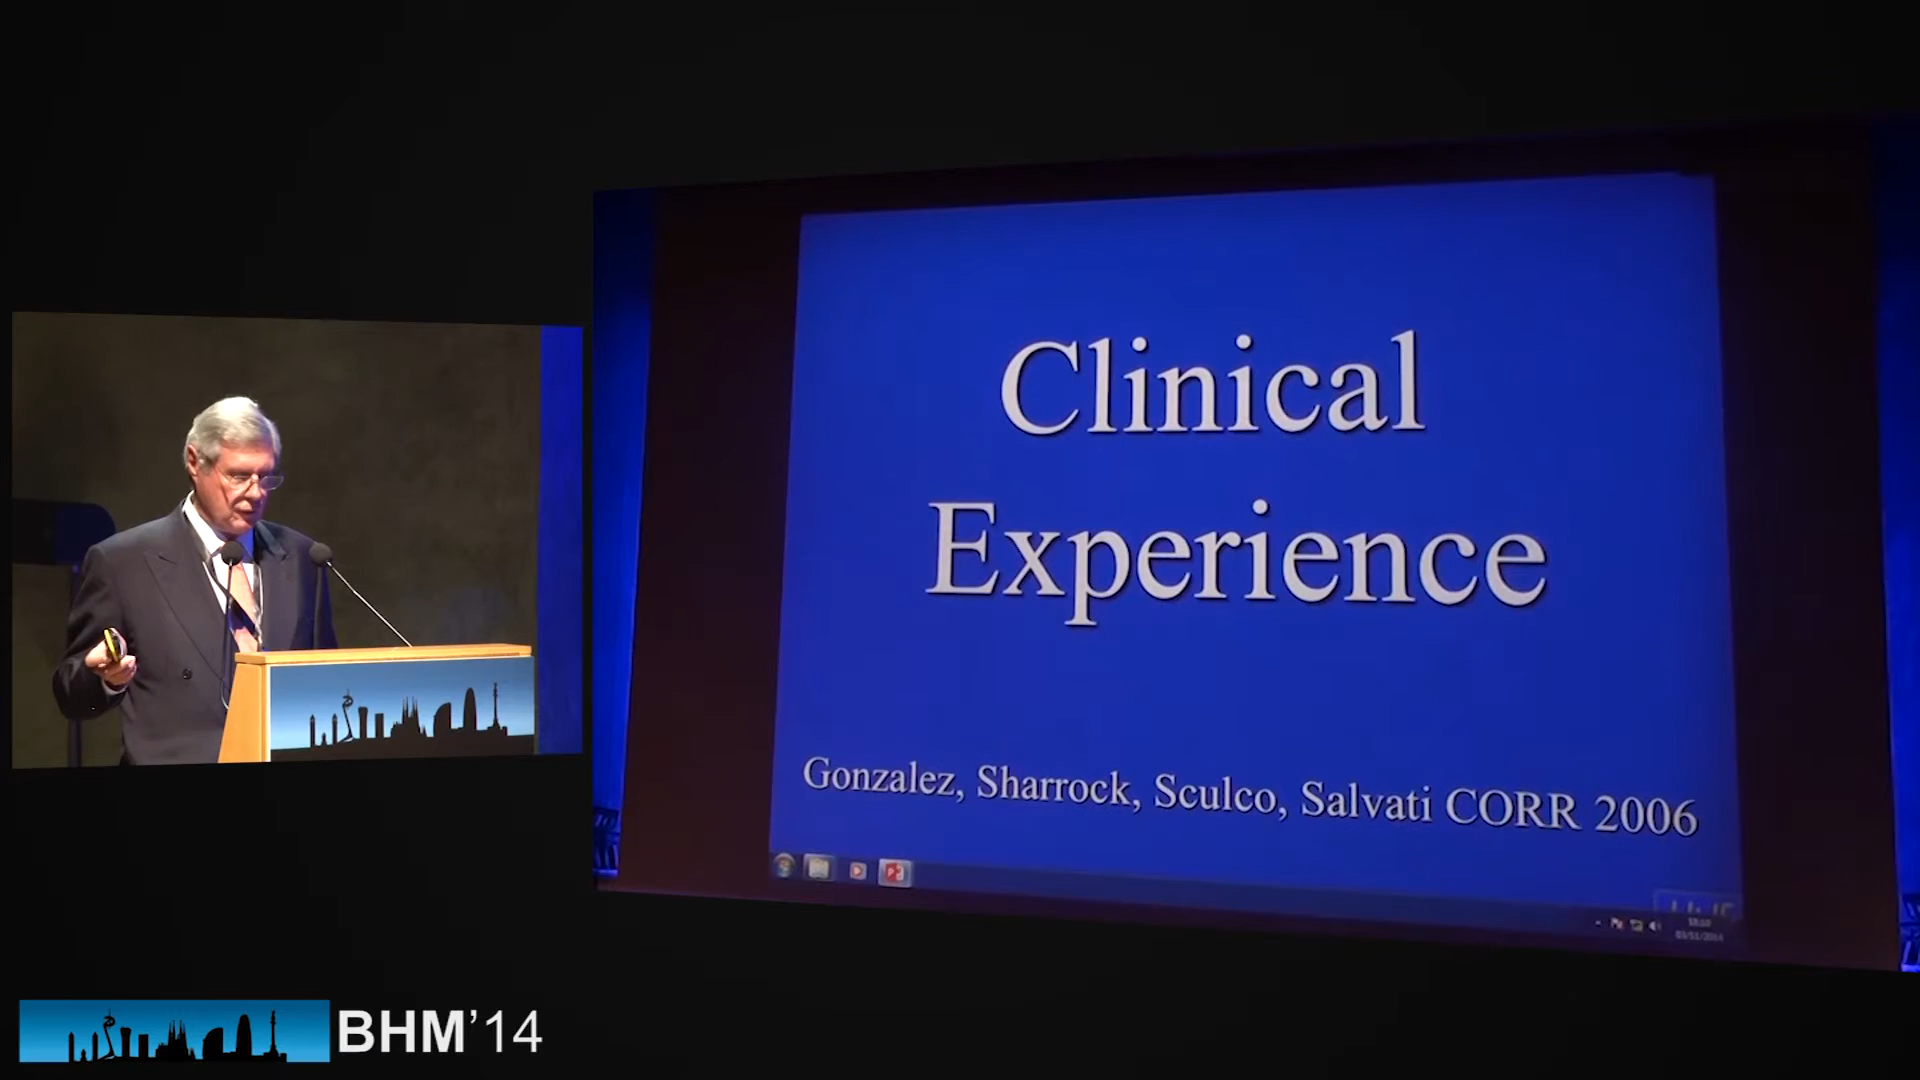 Clinical
Experience
Gonzalez, Sharrock, Sculco, Salvati CORR 2006
BHM'14